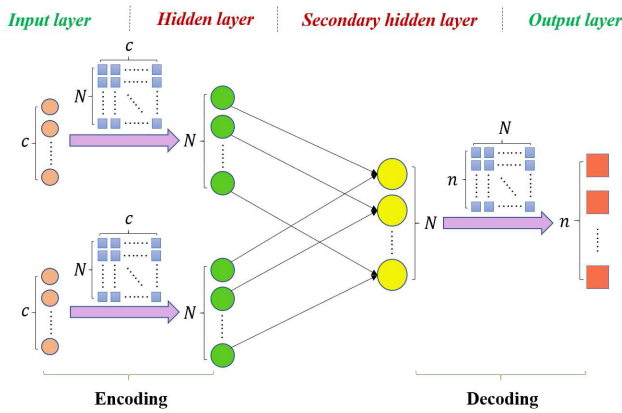 Input layer
Hidden layer
Secondary hidden layer
Output layer
c
N
c
N
N
n
N
n
c
N
c
N
c
N
Encoding
Decoding